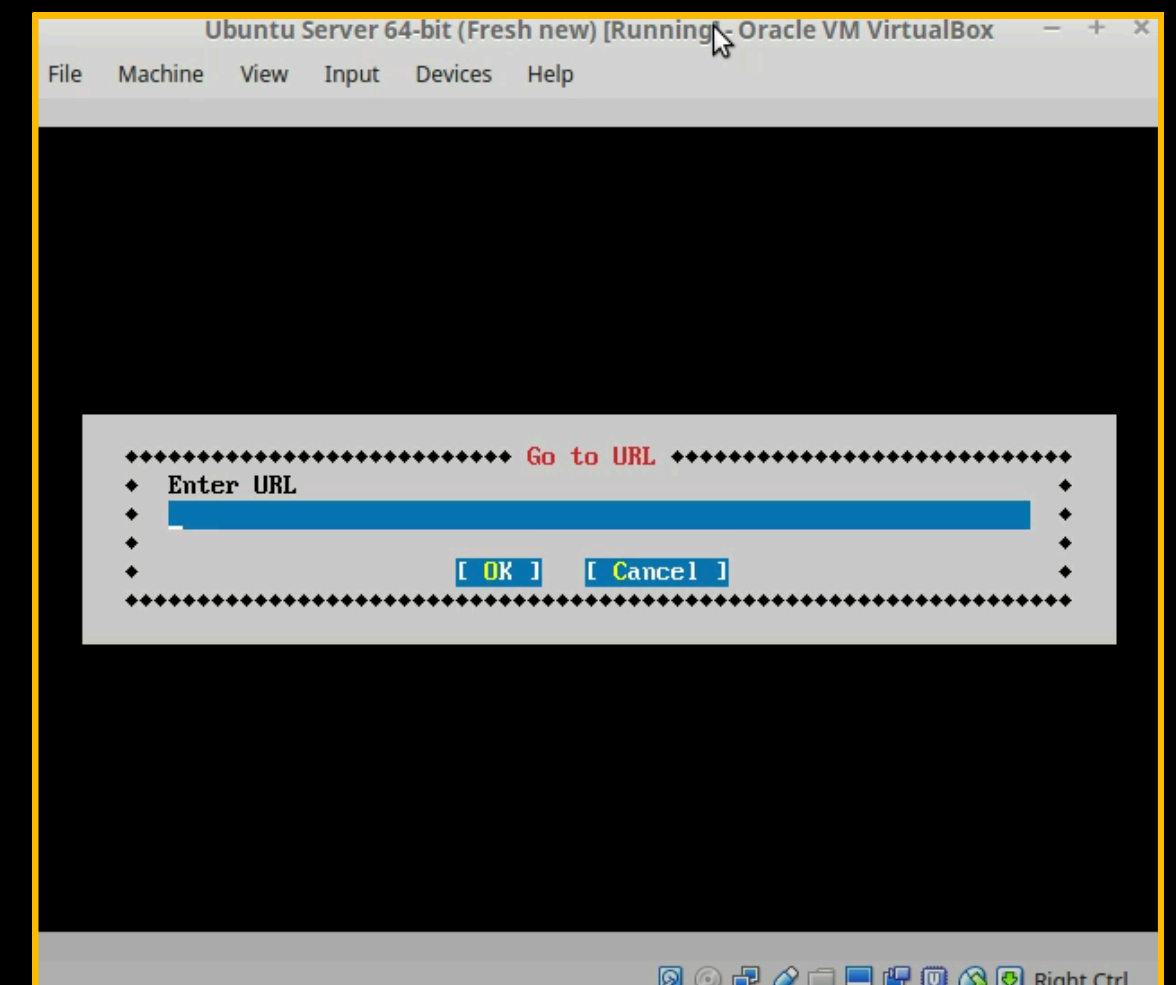 Ubuntu Server 64-bit (Fresh new) [Running] - Oracle VM VirtualBox
File Machine View Input Devices Help
Go to URL
Enter URL
[ OK ] [ Cancel ]
Right Ctrl